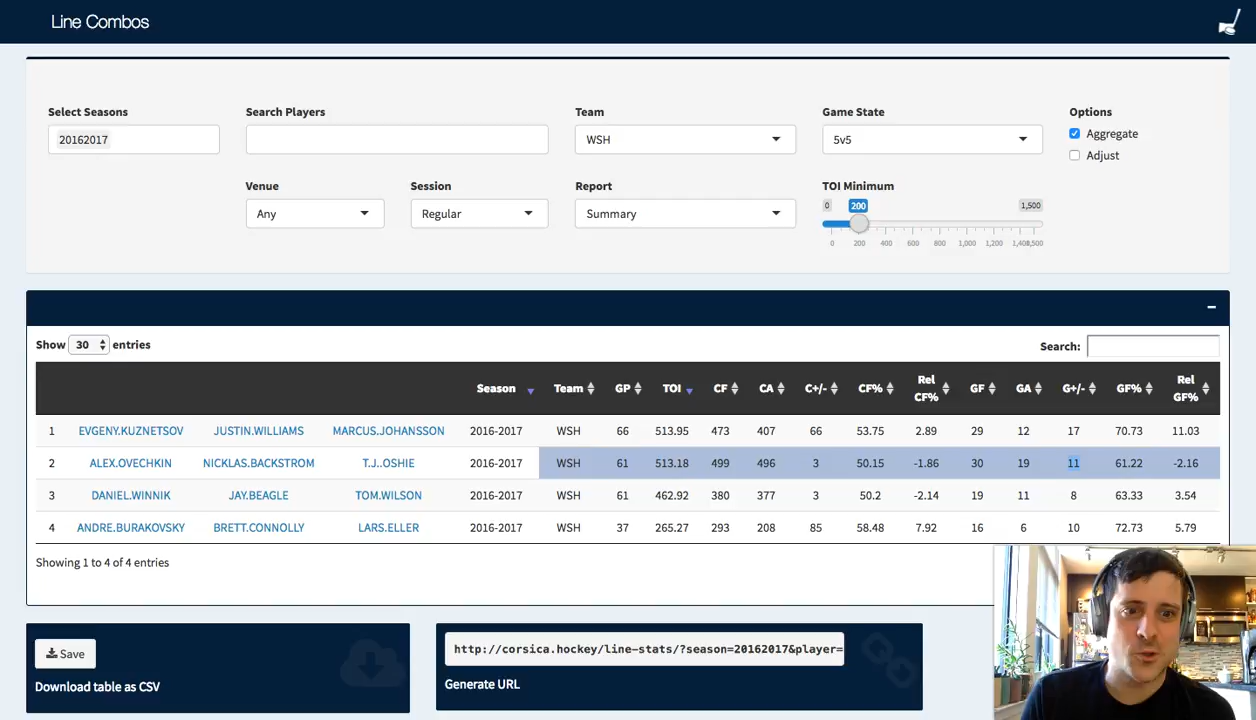 Line Combos
Select Seasons
Search Players
Team
Game State
Options
20162017
WSH
5v5
Aggregate
Adjust
Venue
Session
Report
TOI Minimum
Any
Regular
Summary
0 200 1,500
0 200 400 600 800 1,000 1,200 1,400 1,500
Show 30 entries
Search:
Season Team GP TOI CF CA C+/- CF% Rel CF% GF GA G+/- GF% Rel GF%
1 EVGENY.KUZNETSOV JUSTIN.WILLIAMS MARCUS.JOHANSSON 2016-2017 WSH 66 513.95 473 407 66 53.75 2.89 29 12 17 70.73 11.03
2 ALEX.OVECHKIN NICKLAS.BACKSTROM T.J..OSHIE 2016-2017 WSH 61 513.18 499 496 3 50.15 -1.86 30 19 11 61.22 -2.16
3 DANIEL.WINNIK JAY.BEAGLE TOM.WILSON 2016-2017 WSH 61 462.92 380 377 3 50.2 -2.14 19 11 8 63.33 3.54
4 ANDRE.BURAKOVSKY BRETT.CONNOLLY LARS.ELLER 2016-2017 WSH 37 265.27 293 208 85 58.48 7.92 16 6 10 72.73 5.79
Showing 1 to 4 of 4 entries
Save
Download table as CSV
http://corsica.hockey/line-stats/?season=20162017&player=
Generate URL